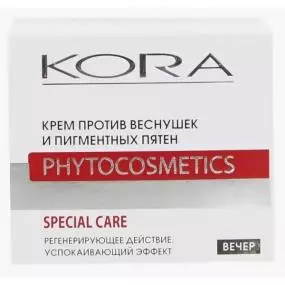 KORA
КРЕМ ПРОТИВ ВЕСНУШЕК
И ПИГМЕНТНЫХ ПЯТЕН
PHYTOCOSMETICS
SPECIAL CARE
РЕГЕНЕРИРУЮЩЕЕ ДЕЙСТВИЕ.
УСПОКАИВАЮЩИЙ ЭФФЕКТ
ВЕЧЕР